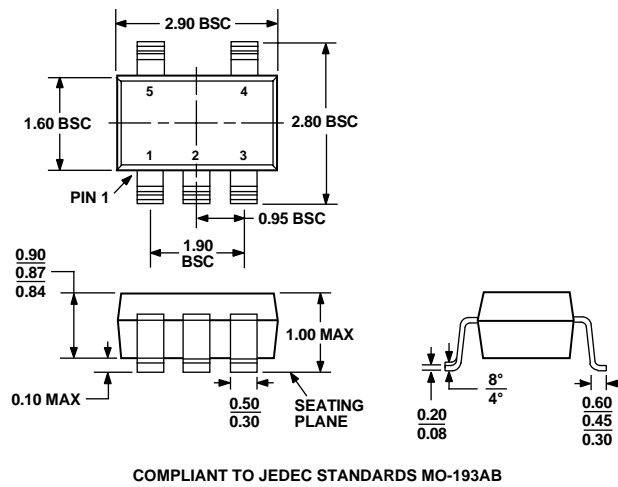 2.90 BSC
5
4
1.60 BSC
2.80 BSC
1
2
3
PIN 1
0.95 BSC
1.90
BSC
0.90
0.87
0.84
1.00 MAX
0.10 MAX
0.50
0.30
SEATING
PLANE
0.20
0.08
8°
4°
0.60
0.45
0.30
COMPLIANT TO JEDEC STANDARDS MO-193AB